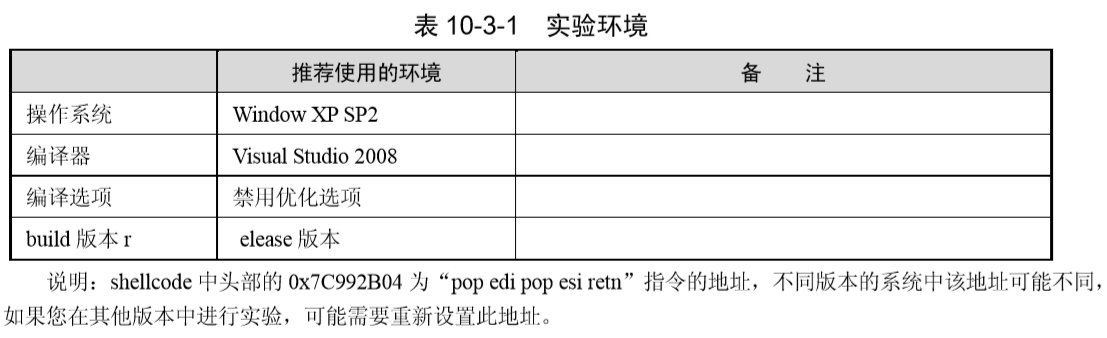 表 10-3-1 实验环境
推荐使用的环境 备 注
操作系统 Window XP SP2
编译器 Visual Studio 2008
编译选项 禁用优化选项
build 版本 r elease 版本
说明：shellcode 中头部的 0x7C992B04 为“pop edi pop esi retn”指令的地址，不同版本的系统中该地址可能不同，
如果您在其他版本中进行实验，可能需要重新设置此地址。